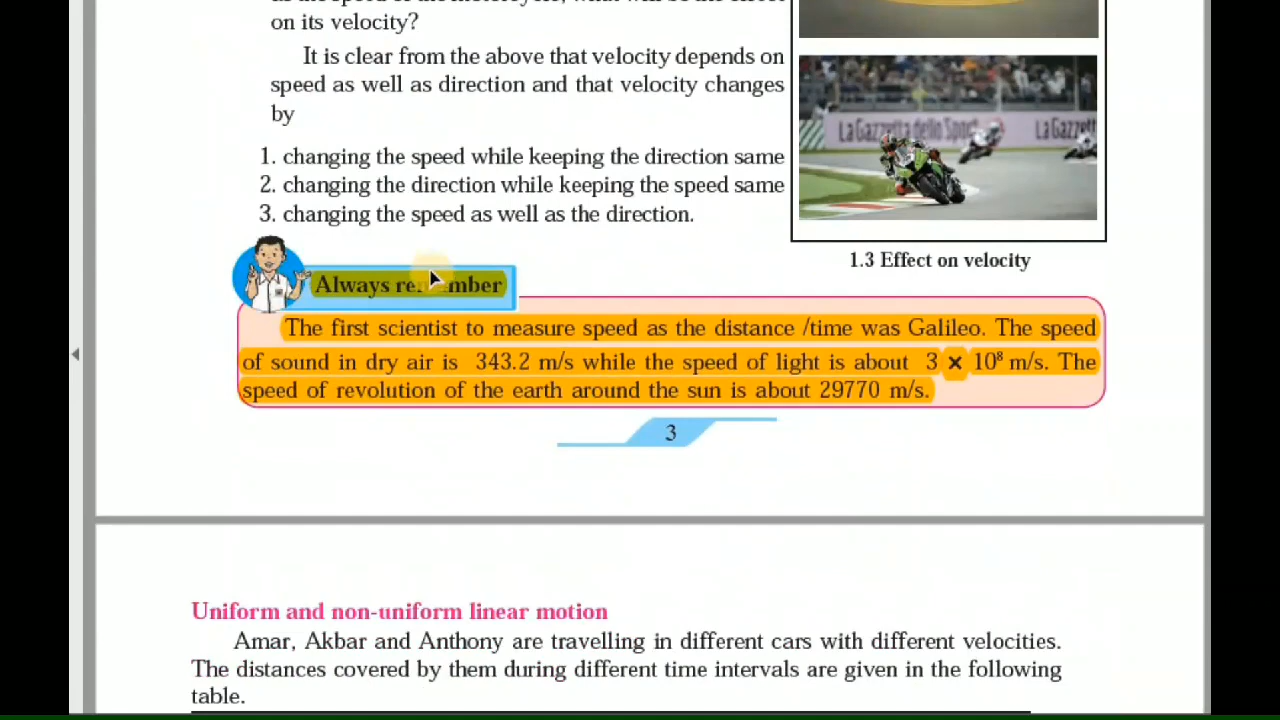 on its velocity?
It is clear from the above that velocity depends on
speed as well as direction and that velocity changes
by
1. changing the speed while keeping the direction same
2. changing the direction while keeping the speed same
3. changing the speed as well as the direction.
La Gazzetta dello Sport La Gazzett
1.3 Effect on velocity
Always remember
The first scientist to measure speed as the distance /time was Galileo. The speed
of sound in dry air is 343.2 m/s while the speed of light is about 3 × 10⁸ m/s. The
speed of revolution of the earth around the sun is about 29770 m/s.
3
Uniform and non-uniform linear motion
Amar, Akbar and Anthony are travelling in different cars with different velocities.
The distances covered by them during different time intervals are given in the following
table.